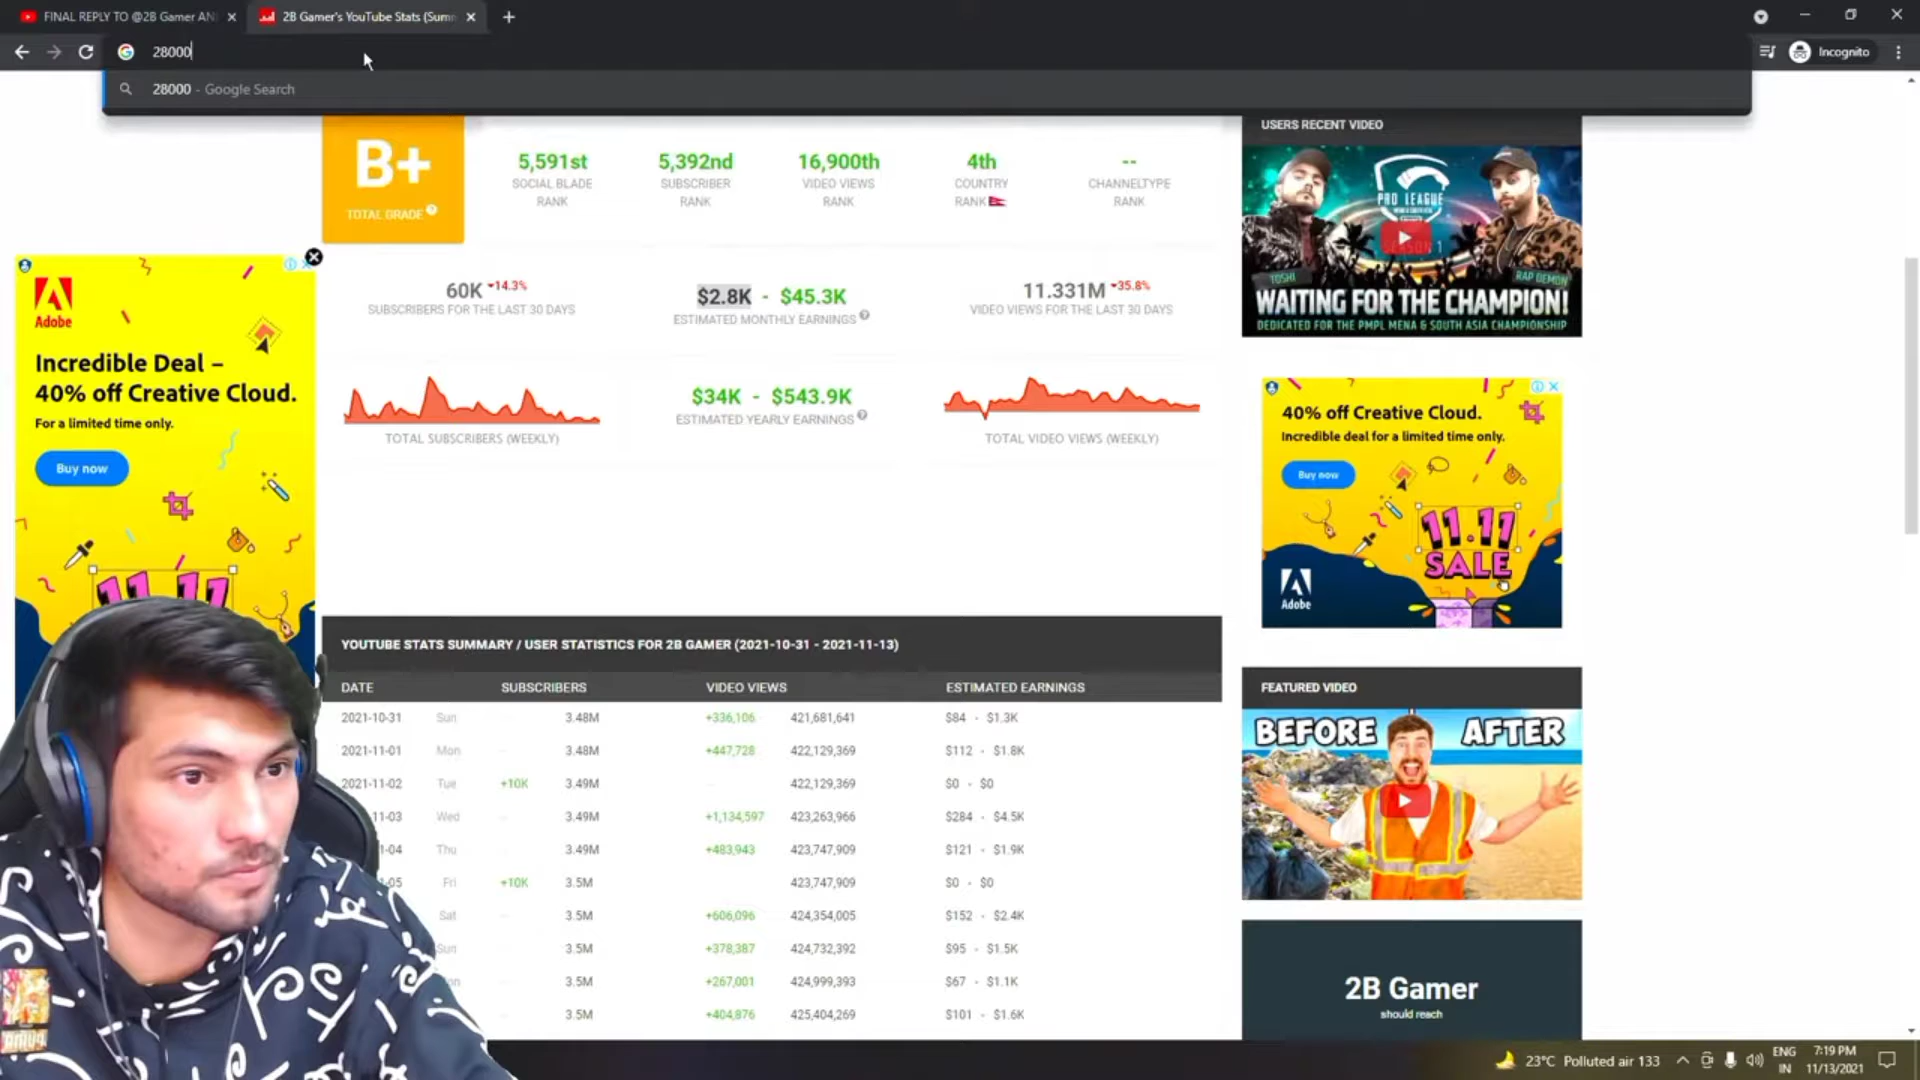 FINAL REPLY TO @2B Gamer AN
2B Gamer's YouTube Stats (Sum
28000
Incognito
28000 - Google Search
B+
TOTAL GRADE
5,591st
SOCIAL BLADE
RANK
5,392nd
SUBSCRIBER
RANK
16,900th
VIDEO VIEWS
RANK
4th
COUNTRY
RANK
--
CHANNELTYPE
RANK
60K 14.3%
SUBSCRIBERS FOR THE LAST 30 DAYS
$2.8K - $45.3K
ESTIMATED MONTHLY EARNINGS
11.331M 35.8%
VIDEO VIEWS FOR THE LAST 30 DAYS
TOTAL SUBSCRIBERS (WEEKLY)
$34K - $543.9K
ESTIMATED YEARLY EARNINGS
TOTAL VIDEO VIEWS (WEEKLY)
Adobe
Incredible Deal –
40% off Creative Cloud.
For a limited time only.
Buy now
11.11
USERS RECENT VIDEO
PRO LEAGUE
SEASON 1
TOSHI
RAP DEMON
WAITING FOR THE CHAMPION!
DEDICATED FOR THE PMPL MENA & SOUTH ASIA CHAMPIONSHIP
40% off Creative Cloud.
Incredible deal for a limited time only.
Buy now
11.11
SALE
Adobe
YOUTUBE STATS SUMMARY / USER STATISTICS FOR 2B GAMER (2021-10-31 - 2021-11-13)
DATE SUBSCRIBERS VIDEO VIEWS ESTIMATED EARNINGS
2021-10-31 Sun -- 3.48M +336,106 421,681,641 $84 - $1.3K
2021-11-01 Mon -- 3.48M +447,728 422,129,369 $112 - $1.8K
2021-11-02 Tue +10K 3.49M -- 422,129,369 $0 - $0
11-03 Wed -- 3.49M +1,134,597 423,263,966 $284 - $4.5K
-04 Thu -- 3.49M +483,943 423,747,909 $121 - $1.9K
-05 Fri +10K 3.5M 423,747,909 $0 - $0
Sat -- 3.5M +606,096 424,354,005 $152 - $2.4K
Sun -- 3.5M +378,387 424,732,392 $95 - $1.5K
on -- 3.5M +267,001 424,999,393 $67 - $1.1K
3.5M +404,876 425,404,269 $101 - $1.6K
FEATURED VIDEO
BEFORE AFTER
2B Gamer
should reach
23°C Polluted air 133
ENG
IN
7:19 PM
11/13/2021